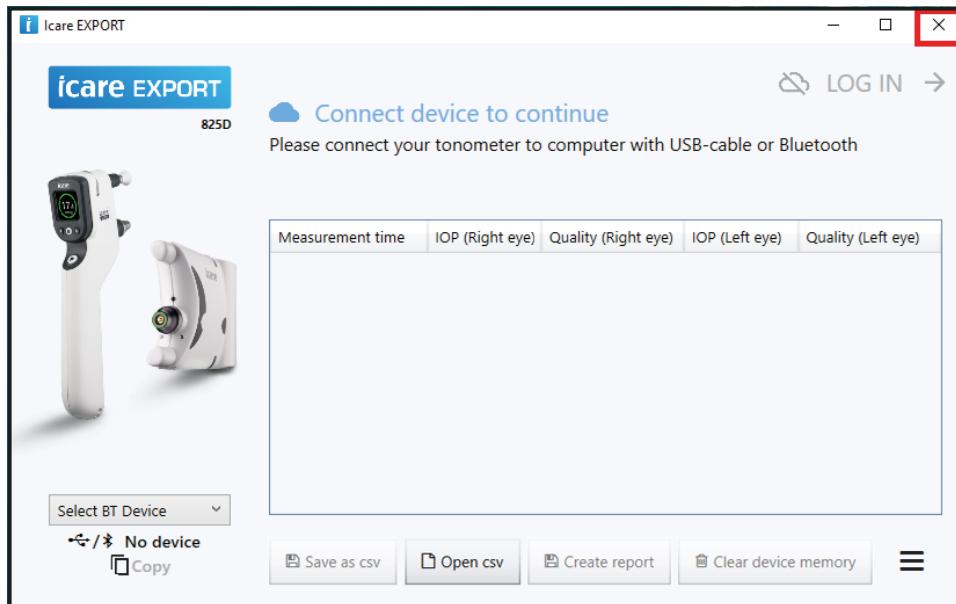 Icare EXPORT
icare EXPORT
825D
LOG IN
Connect device to continue
Please connect your tonometer to computer with USB-cable or Bluetooth
Measurement time IOP (Right eye) Quality (Right eye) IOP (Left eye) Quality (Left eye)
Select BT Device
/ No device
Copy
Save as csv Open csv Create report Clear device memory